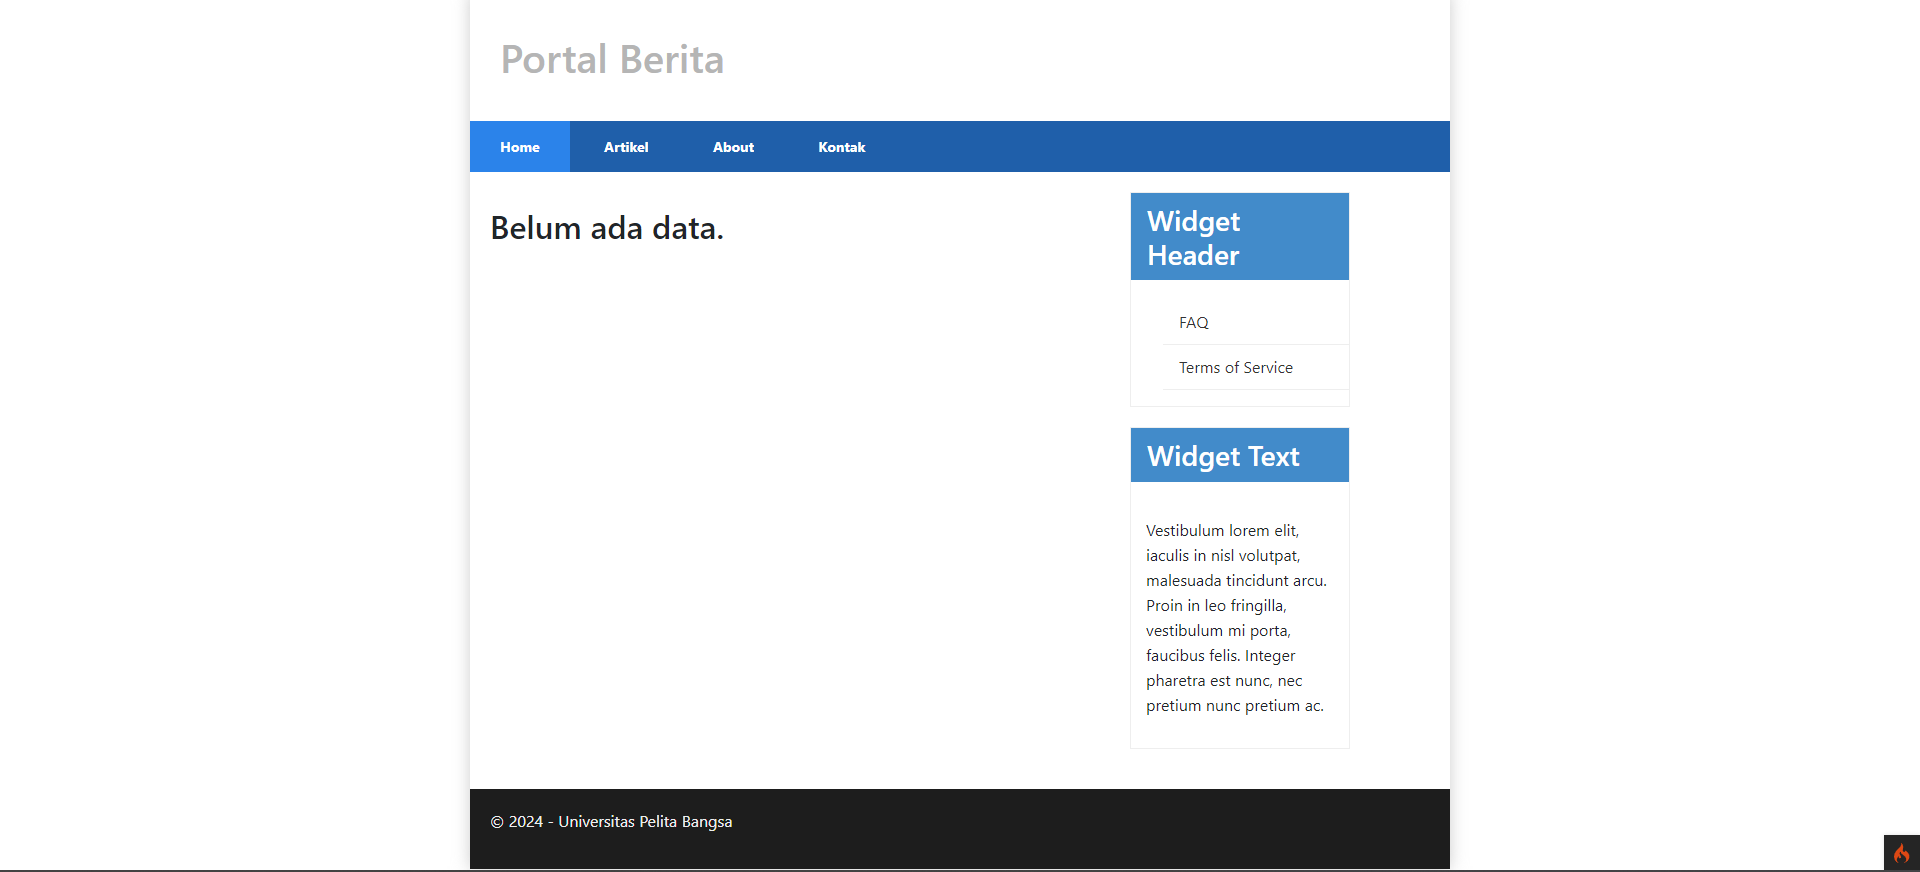 Portal Berita
Home Artikel About Kontak
Belum ada data.
Widget
Header
FAQ
Terms of Service
Widget Text
Vestibulum lorem elit,
iaculis in nisl volutpat,
malesuada tincidunt arcu.
Proin in leo fringilla,
vestibulum mi porta,
faucibus felis. Integer
pharetra est nunc, nec
pretium nunc pretium ac.
© 2024 - Universitas Pelita Bangsa